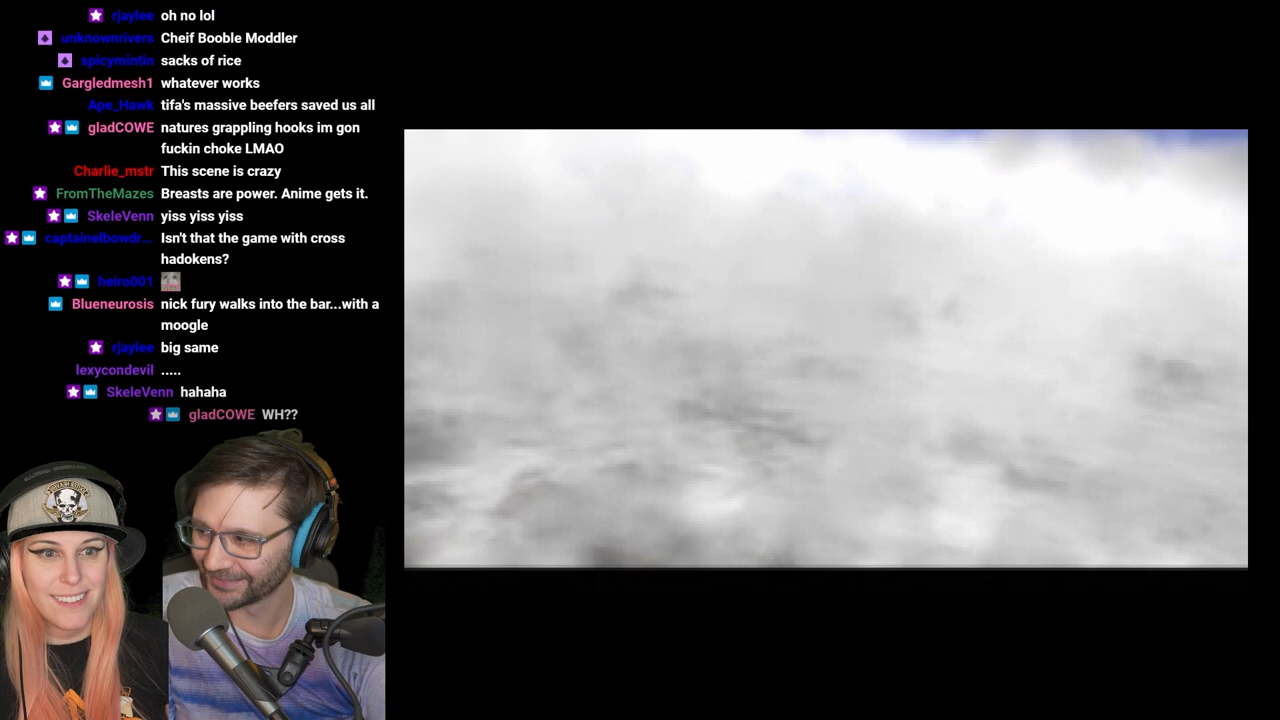 rjaylee oh no lol
unknownrivers Cheif Booble Moddler
spicymintin sacks of rice
Gargledmesh1 whatever works
Ape_Hawk tifa's massive beefers saved us all
gladCOWE natures grappling hooks im gon
fuckin choke LMAO
Charlie_mstr This scene is crazy
FromTheMazes Breasts are power. Anime gets it.
SkeleVenn yiss yiss yiss
captainelbowdr... Isn't that the game with cross
hadokens?
heiro001
Blueneurosis nick fury walks into the bar...with a
moogle
rjaylee big same
lexycondevil .....
SkeleVenn hahaha
gladCOWE WH??